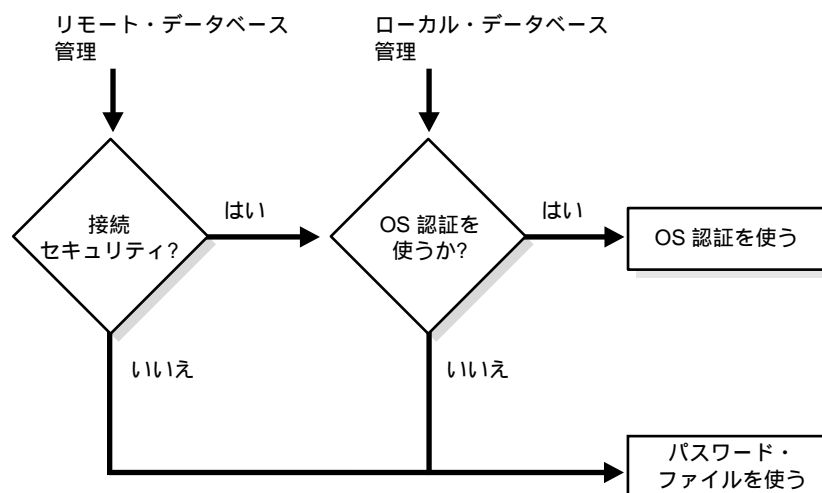 リモート・データベース
管理
ローカル・データベース
管理
接続
セキュリティ?
はい
OS 認証を
使うか?
はい
OS 認証を使う
いいえ
いいえ
パスワード・
ファイルを使う